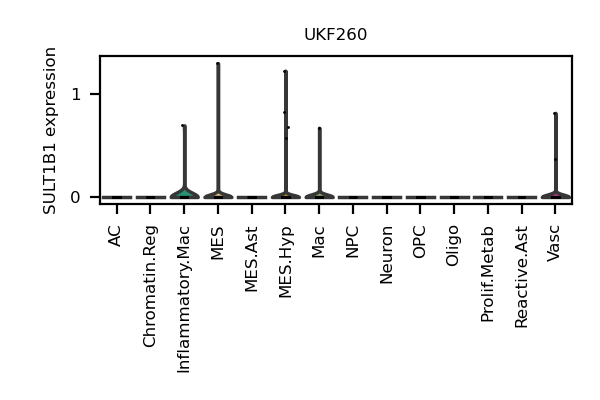 UKF260
SULT1B1 expression
1
0
AC
Chromatin.Reg
Inflammatory.Mac
MES
MES.Ast
MES.Hyp
Mac
NPC
Neuron
OPC
Oligo
Prolif.Metab
Reactive.Ast
Vasc